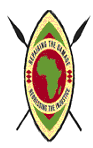 REPAIRING THE DAMAGE
REDRESSING THE INJUSTICE